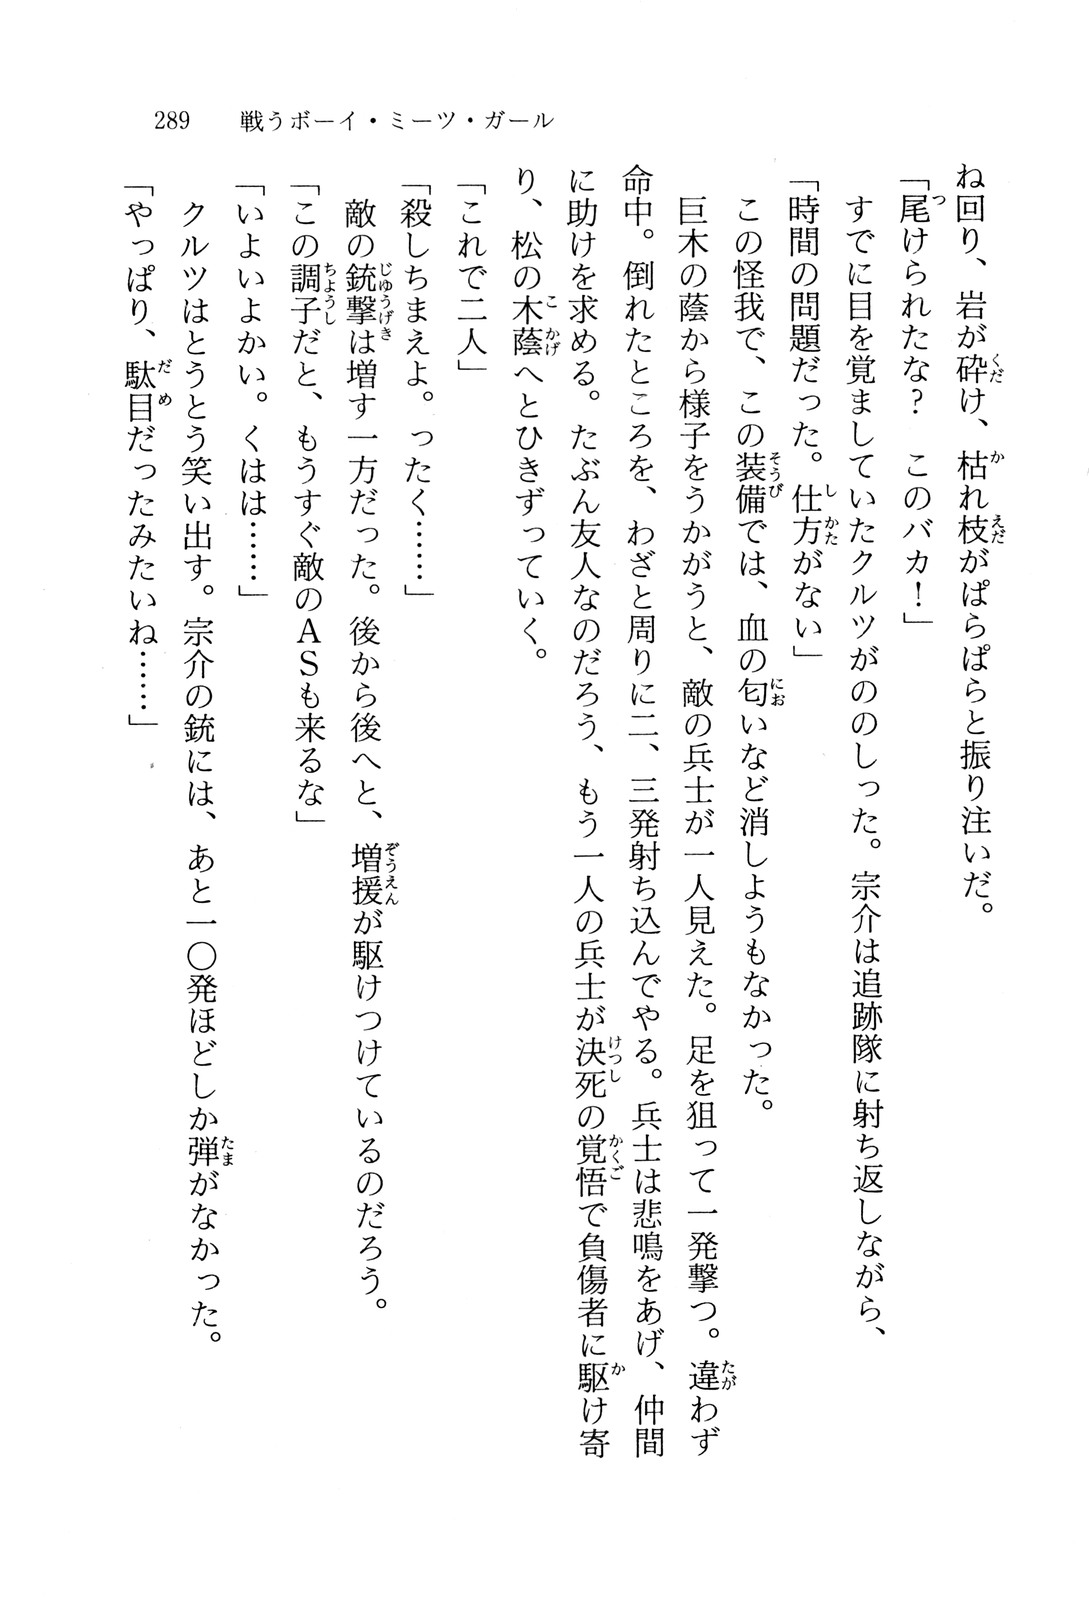 289 戦うボーイ・ミーツ・ガール
ね回り、岩が砕け、枯れ枝がぱらぱらと振り注いだ。
「尾けられたな？　このバカ！」
すでに目を覚ましていたクルツがののしった。宗介は追跡隊に射ち返しながら、
「時間の問題だった。仕方がない」
この怪我で、この装備では、血の匂いなど消しようもなかった。
巨木の蔭から様子をうかがうと、敵の兵士が一人見えた。足を狙って一発撃つ。違わず
命中。倒れたところを、わざと周りに二、三発射ち込んでやる。兵士は悲鳴をあげ、仲間
に助けを求める。たぶん友人なのだろう、もう一人の兵士が決死の覚悟で負傷者に駆け寄
り、松の木蔭へとひきずっていく。
「これで二人」
「殺しちまえよ。ったく……」
敵の銃撃は増す一方だった。後から後へと、増援が駆けつけているのだろう。
「この調子だと、もうすぐ敵のＡＳも来るな」
「いよいよかい。くはは……」
クルツはとうとう笑い出す。宗介の銃には、あと一〇発ほどしか弾がなかった。
「やっぱり、駄目だったみたいね……」